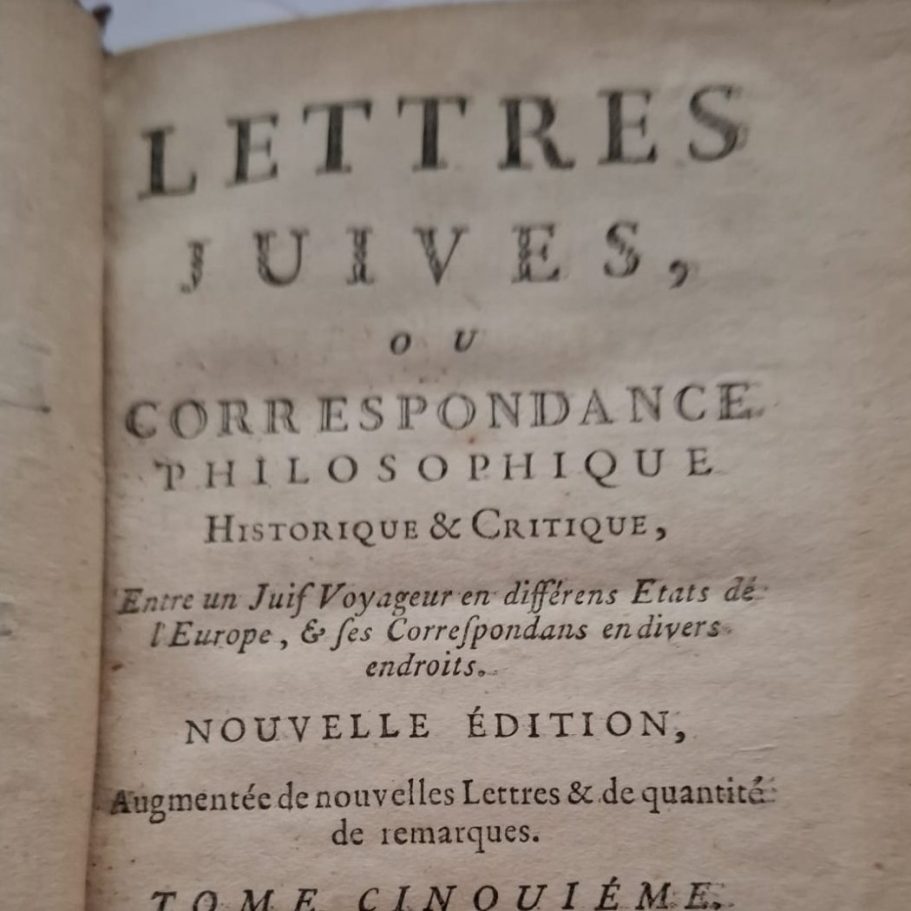 LETTRES
JUIVES,
OU
CORRESPONDANCE
PHILOSOPHIQUE
HISTORIQUE & CRITIQUE,
Entre un Juif Voyageur en différens Etats de
l'Europe, & ſes Correſpondans en divers
endroits.
NOUVELLE ÉDITION,
Augmentée de nouvelles Lettres & de quantité
de remarques.
TOME CINQUIÉME.